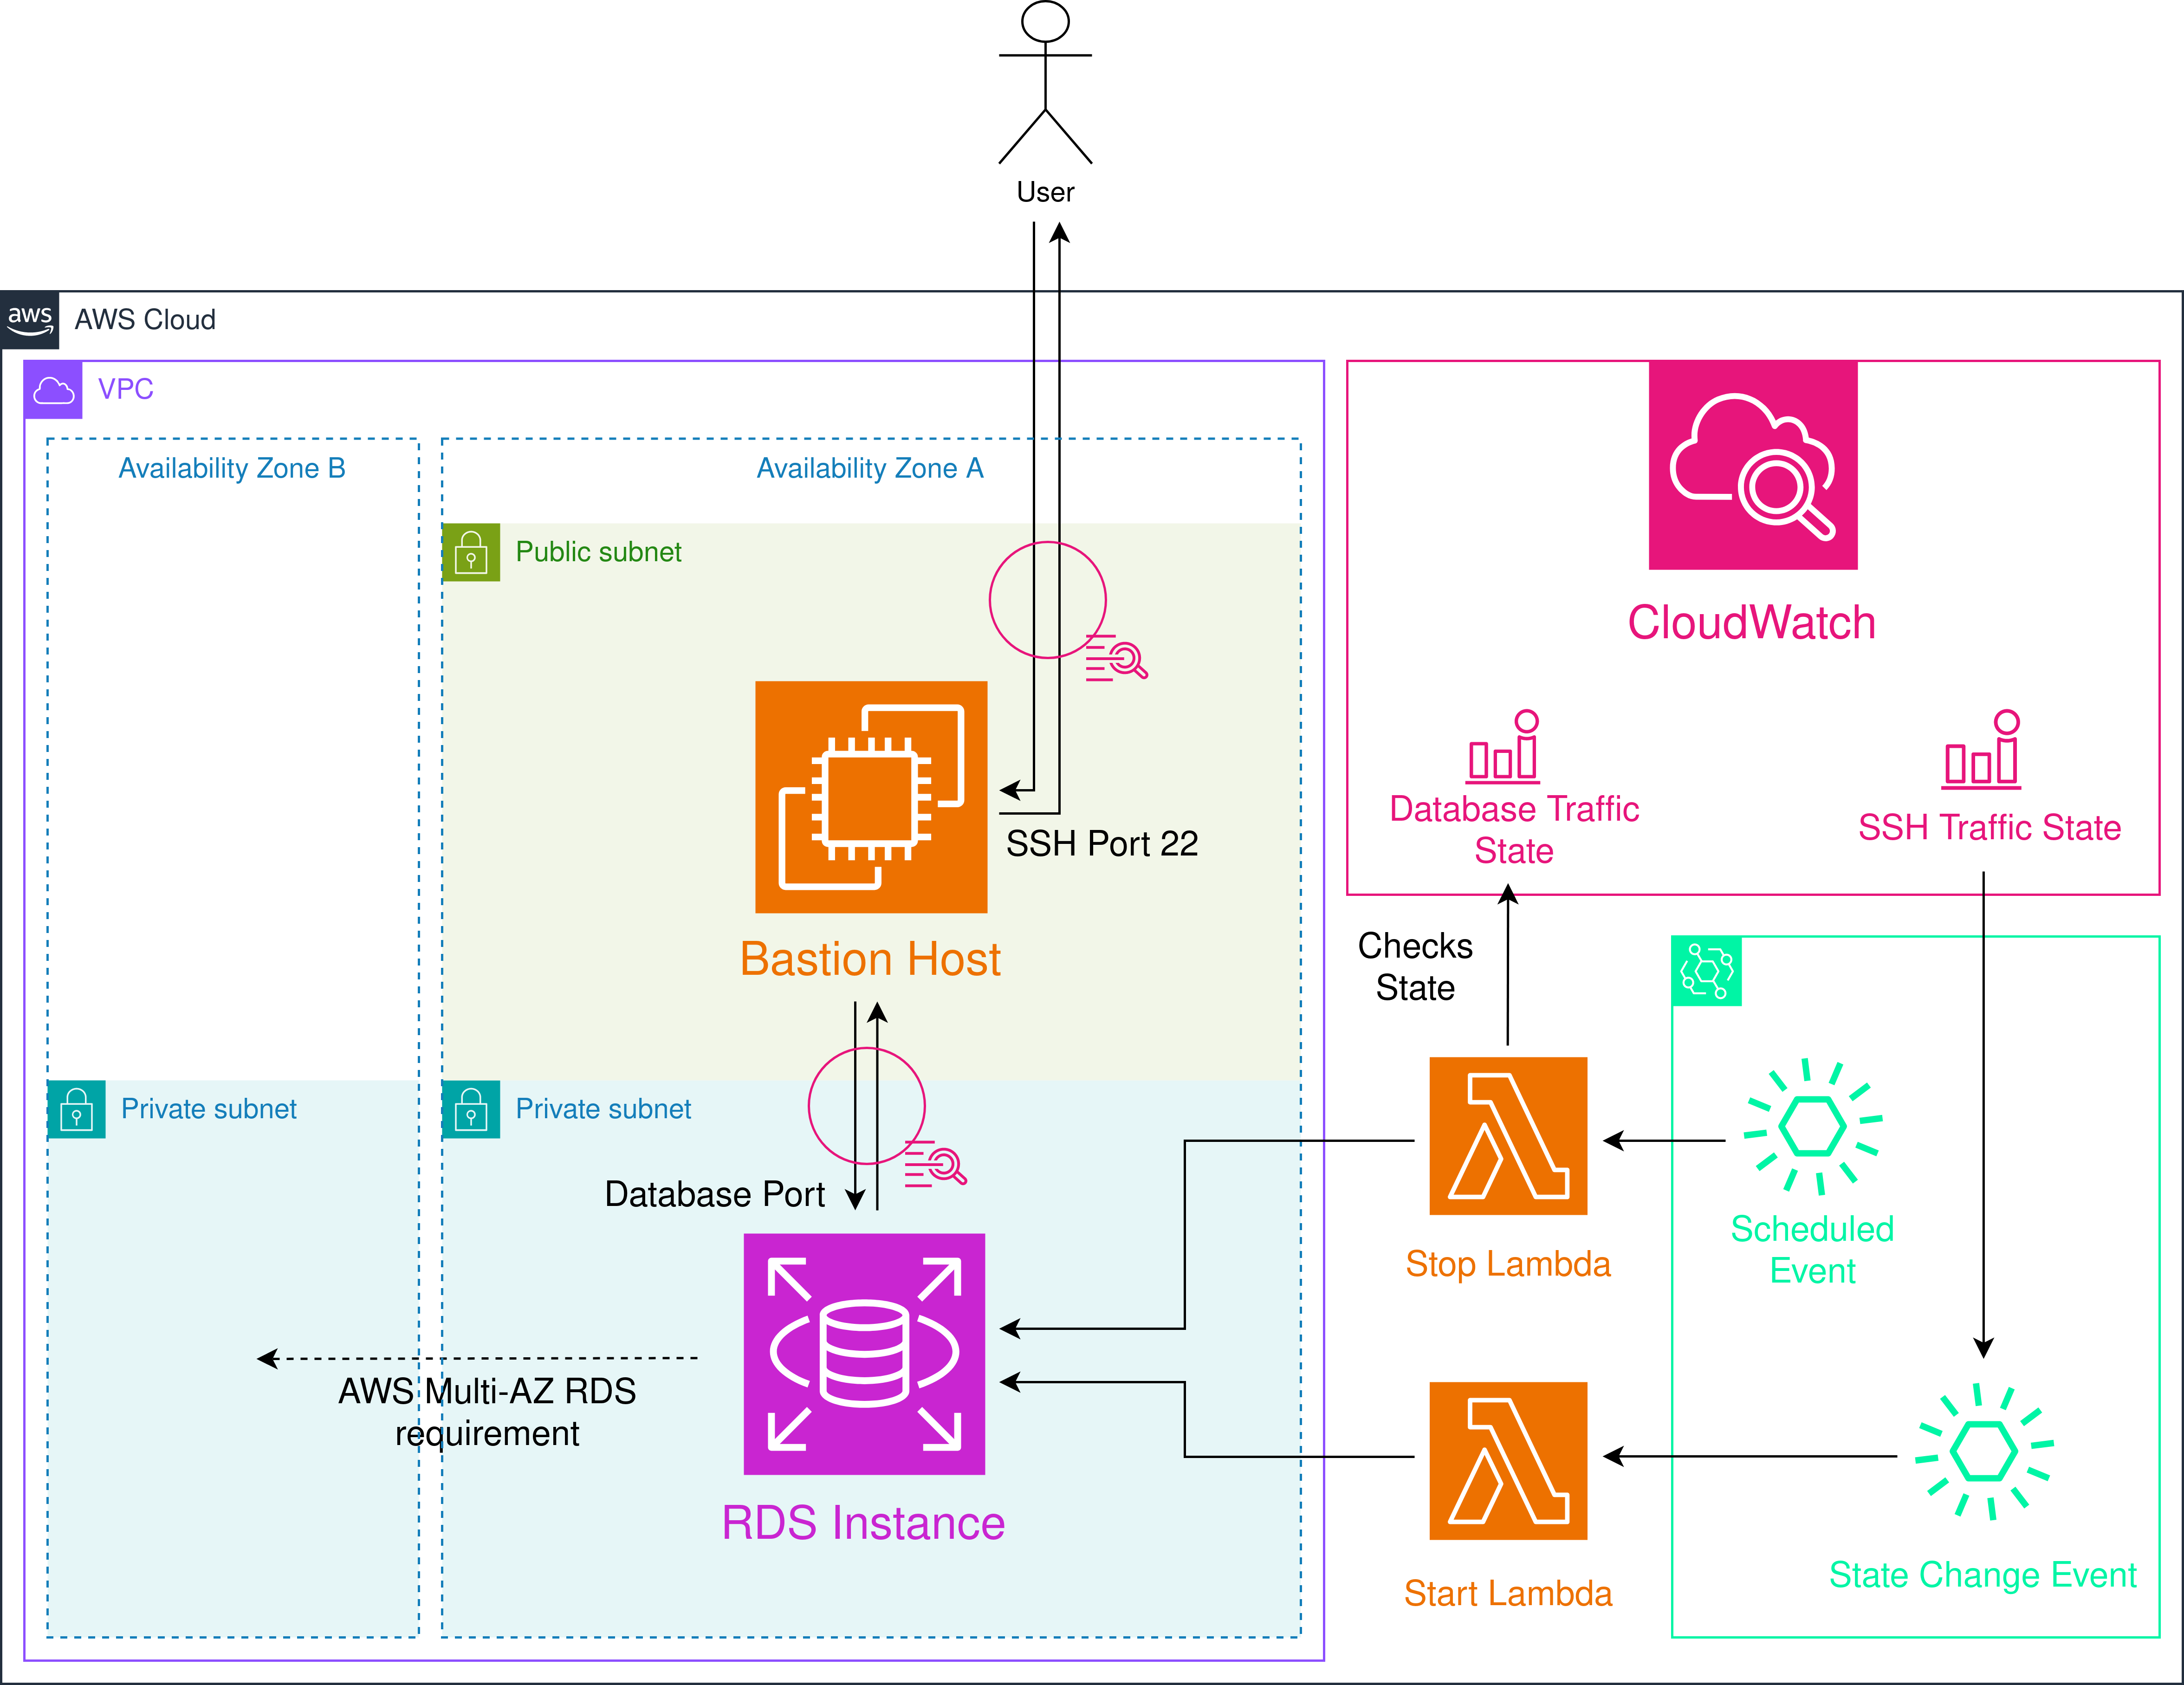 User
aws
AWS Cloud
VPC
Availability Zone B
Availability Zone A
Public subnet
CloudWatch
Database Traffic
State
SSH Traffic State
SSH Port 22
Bastion Host
Checks
State
Private subnet
Private subnet
Database Port
Scheduled
Event
Stop Lambda
AWS Multi-AZ RDS
requirement
RDS Instance
State Change Event
Start Lambda